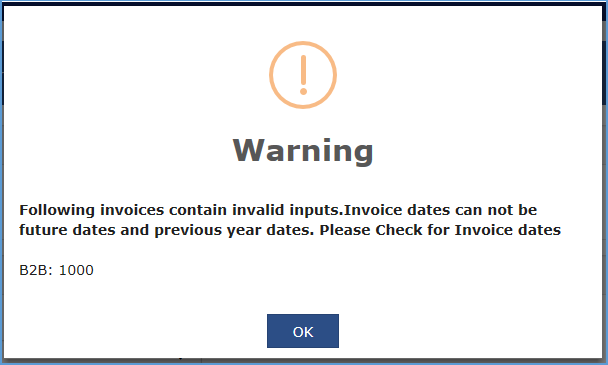 Warning
Following invoices contain invalid inputs.Invoice dates can not be
future dates and previous year dates. Please Check for Invoice dates
B2B: 1000
OK